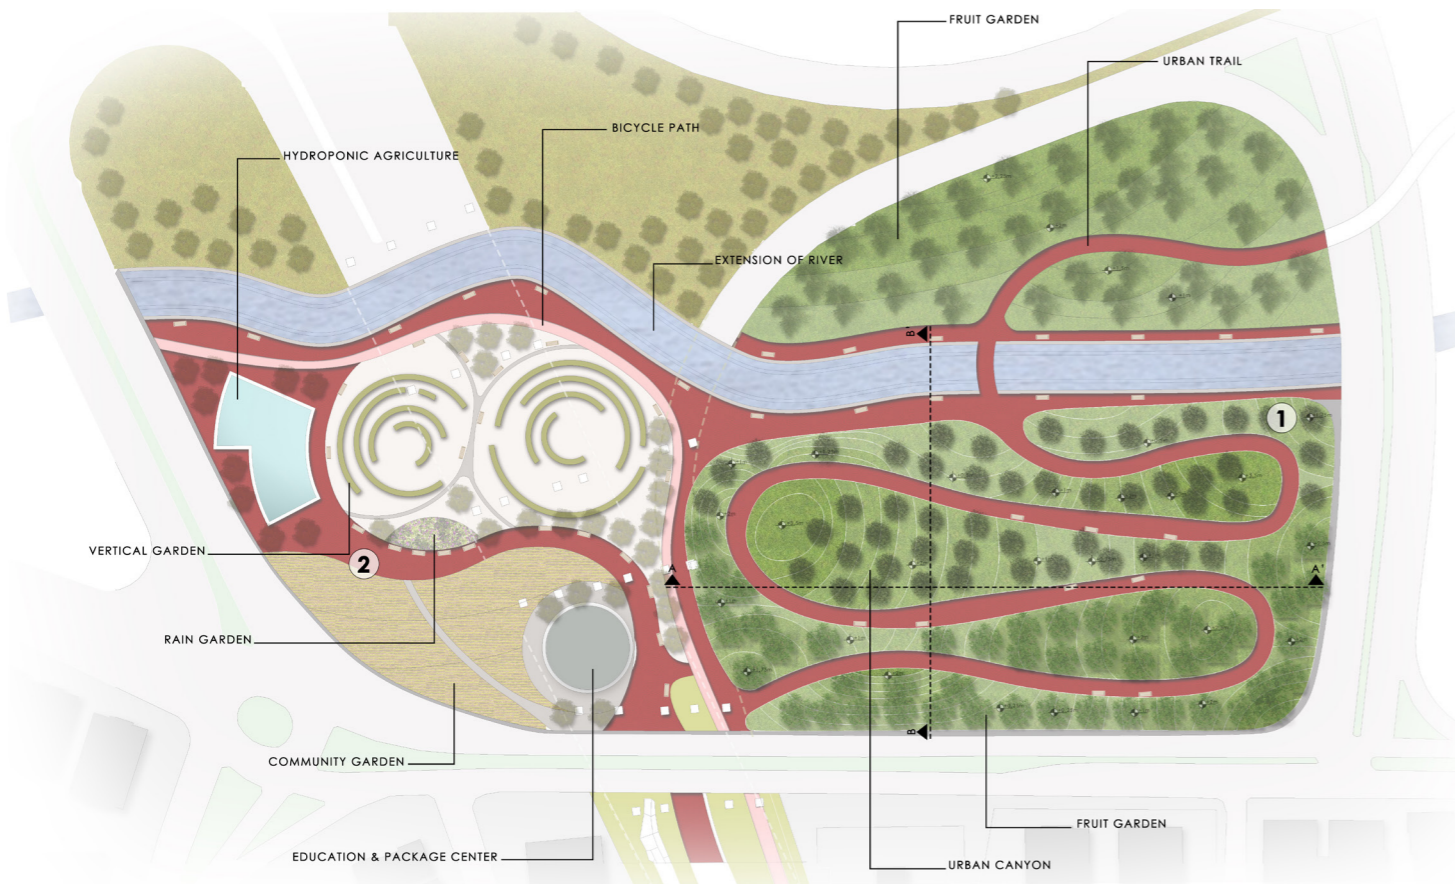 FRUIT GARDEN
URBAN TRAIL
BICYCLE PATH
HYDROPONIC AGRICULTURE
EXTENSION OF RIVER
B'
1
VERTICAL GARDEN
2
A
A'
RAIN GARDEN
B
COMMUNITY GARDEN
FRUIT GARDEN
EDUCATION & PACKAGE CENTER
URBAN CANYON